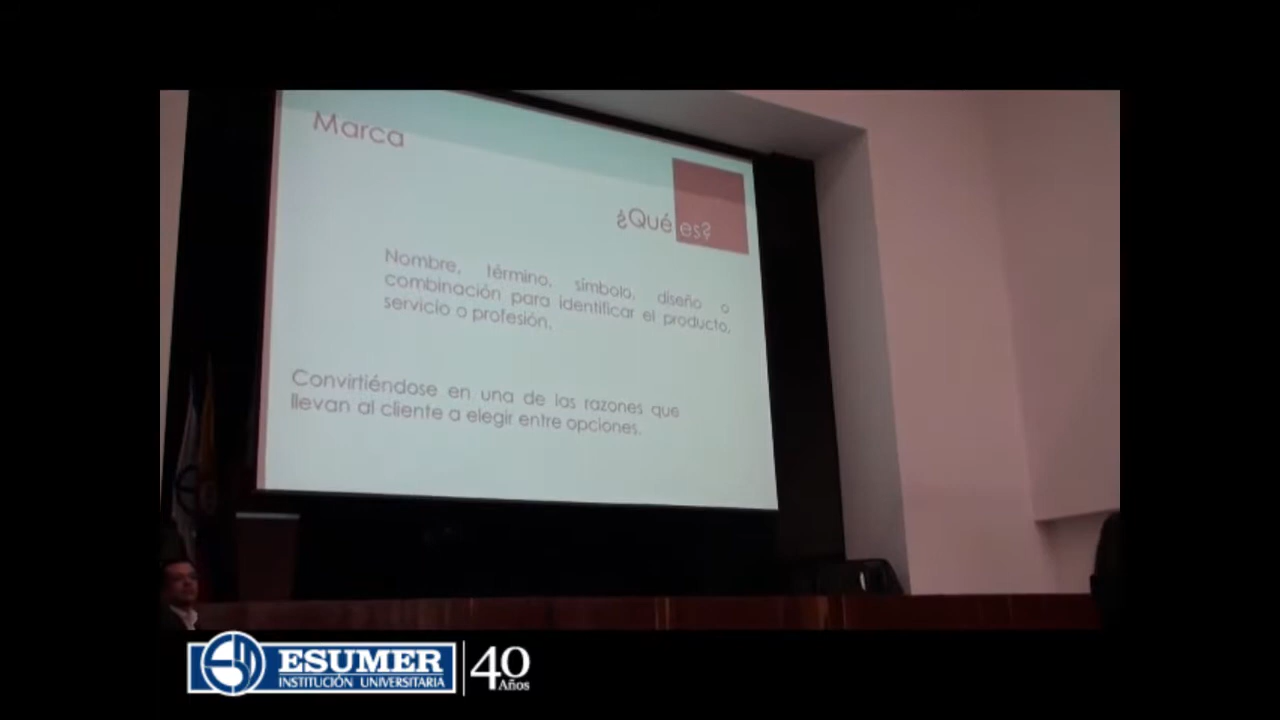 Marca
¿Qué es?
Nombre, término, símbolo, diseño o
combinación para identificar el producto,
servicio o profesión.
Convirtiéndose en una de las razones que
llevan al cliente a elegir entre opciones.
ESUMER
INSTITUCIÓN UNIVERSITARIA
40
Años